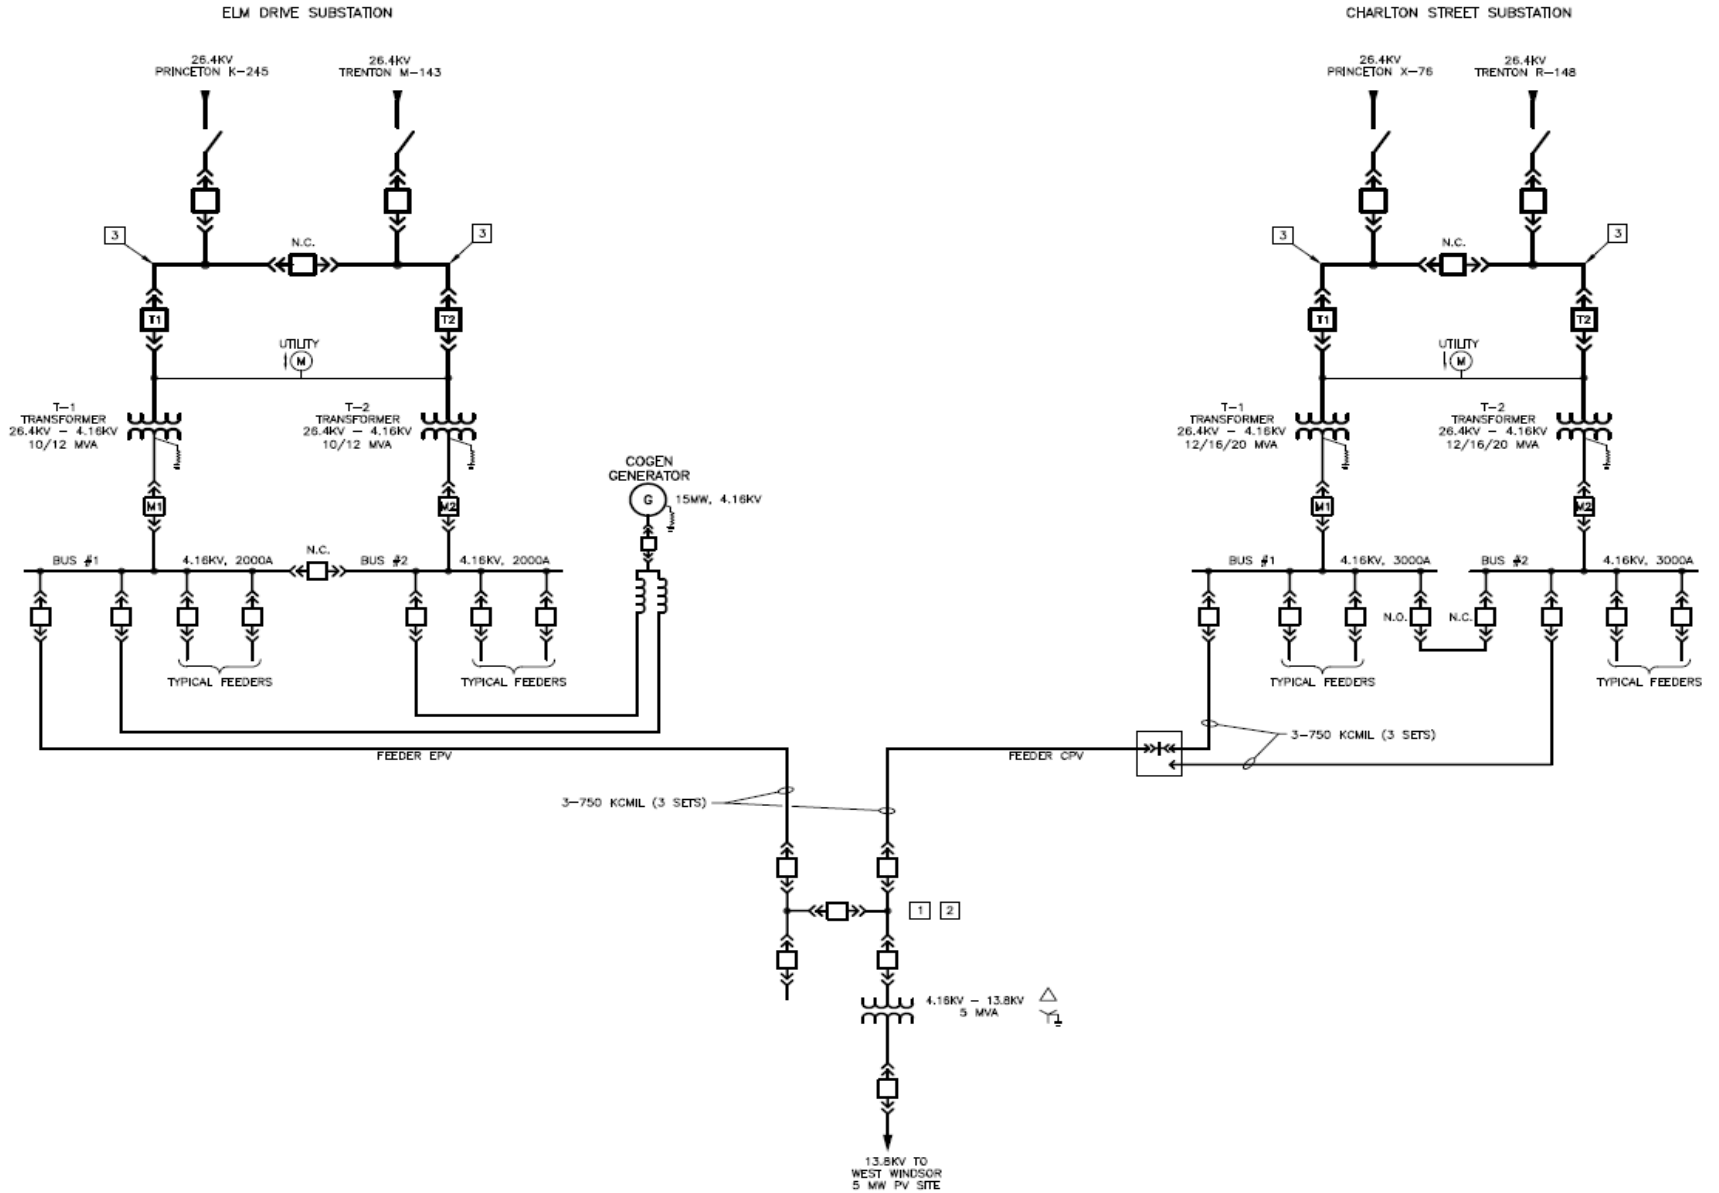 ELM DRIVE SUBSTATION
CHARLTON STREET SUBSTATION
26.4KV
PRINCETON K-245
26.4KV
TRENTON M-143
26.4KV
PRINCETON X-76
26.4KV
TRENTON R-148
3
N.C.
3
3
N.C.
3
T1
T2
T1
T2
UTILITY
M
UTILITY
M
T-1
TRANSFORMER
26.4KV - 4.16KV
10/12 MVA
T-2
TRANSFORMER
26.4KV - 4.16KV
10/12 MVA
T-1
TRANSFORMER
26.4KV - 4.16KV
12/16/20 MVA
T-2
TRANSFORMER
26.4KV - 4.16KV
12/16/20 MVA
COGEN
GENERATOR
G
15MW, 4.16KV
M1
M2
M1
M2
BUS #1
4.16KV, 2000A
N.C.
BUS #2
4.16KV, 2000A
BUS #1
4.16KV, 3000A
BUS #2
4.16KV, 3000A
N.O.
N.C.
TYPICAL FEEDERS
TYPICAL FEEDERS
TYPICAL FEEDERS
TYPICAL FEEDERS
FEEDER EPV
FEEDER CPV
3-750 KCMIL (3 SETS)
3-750 KCMIL (3 SETS)
1
2
4.16KV - 13.8KV
5 MVA
13.8KV TO
WEST WINDSOR
5 MW PV SITE